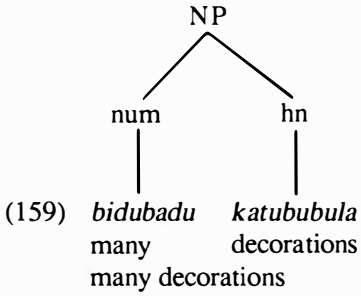 NP
num hn
(159) bidubadu katububula
many decorations
many decorations